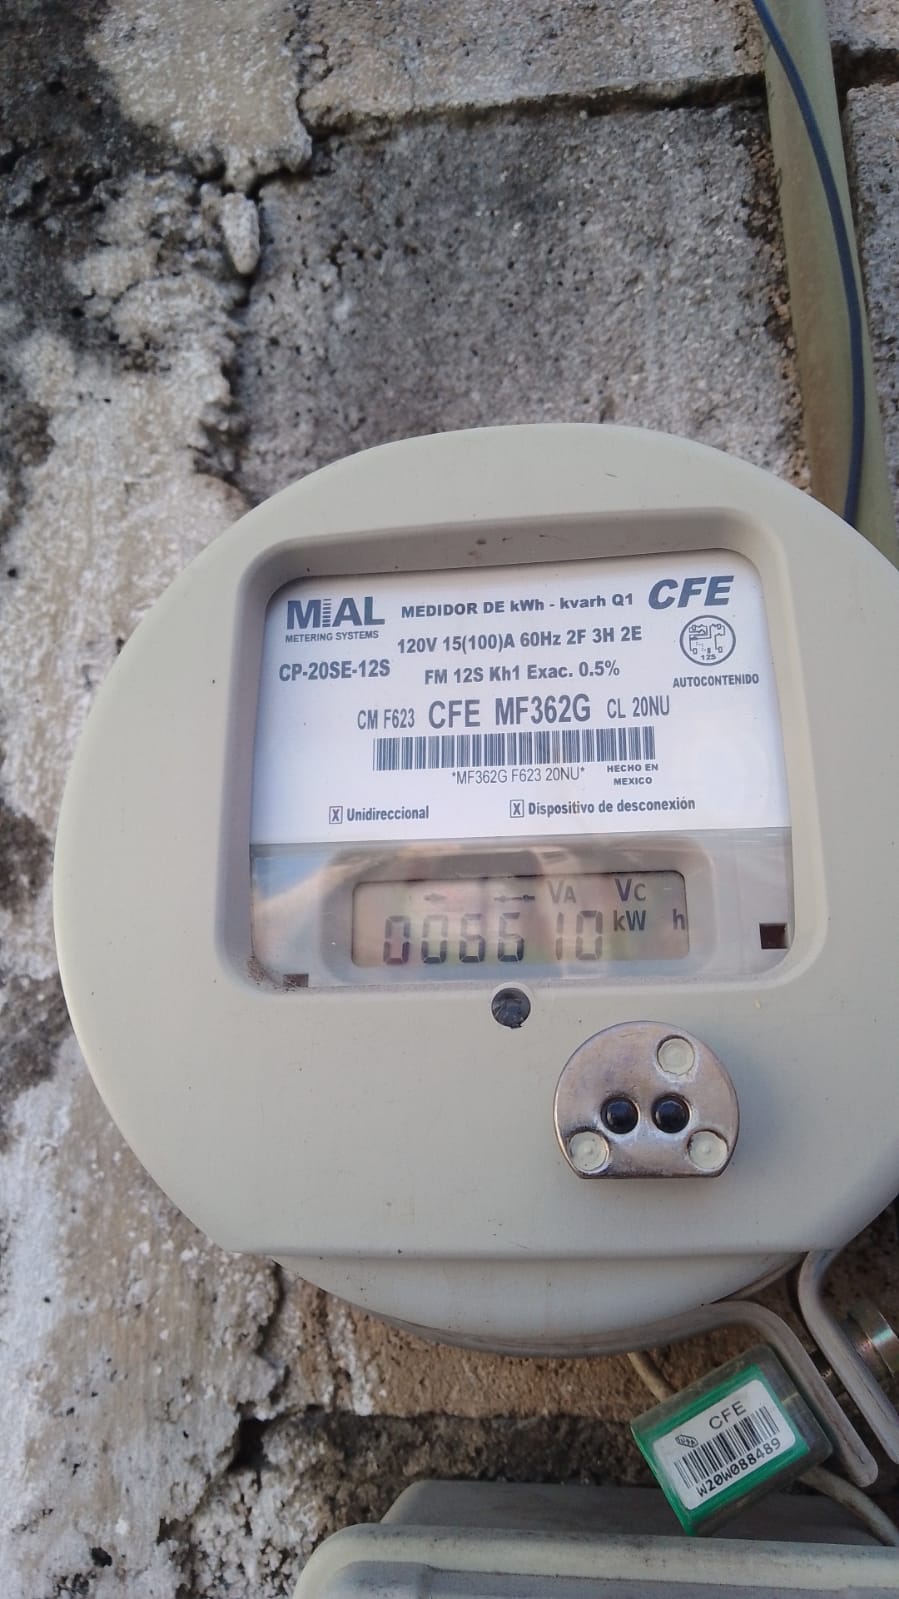 MIAL
METERING SYSTEMS
MEDIDOR DE kWh - kvarh Q1
CFE
120V 15(100)A 60Hz 2F 3H 2E
CP-20SE-12S
FM 12S Kh1 Exac. 0.5%
12S
AUTOCONTENIDO
CM F623 CFE MF362G CL 20NU
*MF362G F623 20NU*
HECHO EN
MEXICO
X Unidireccional
X Dispositivo de desconexión
VA VC
006610 kW h
CFE
W20W088489